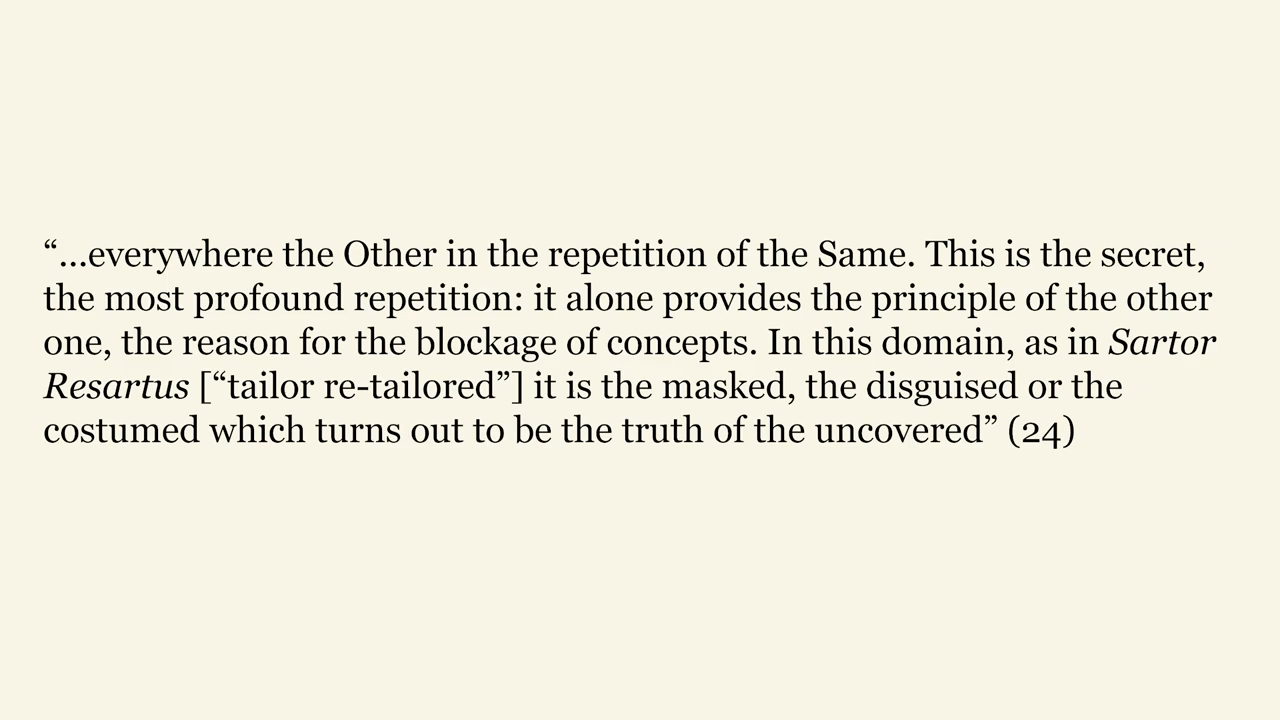 “...everywhere the Other in the repetition of the Same. This is the secret,
the most profound repetition: it alone provides the principle of the other
one, the reason for the blockage of concepts. In this domain, as in Sartor
Resartus [“tailor re-tailored”] it is the masked, the disguised or the
costumed which turns out to be the truth of the uncovered” (24)